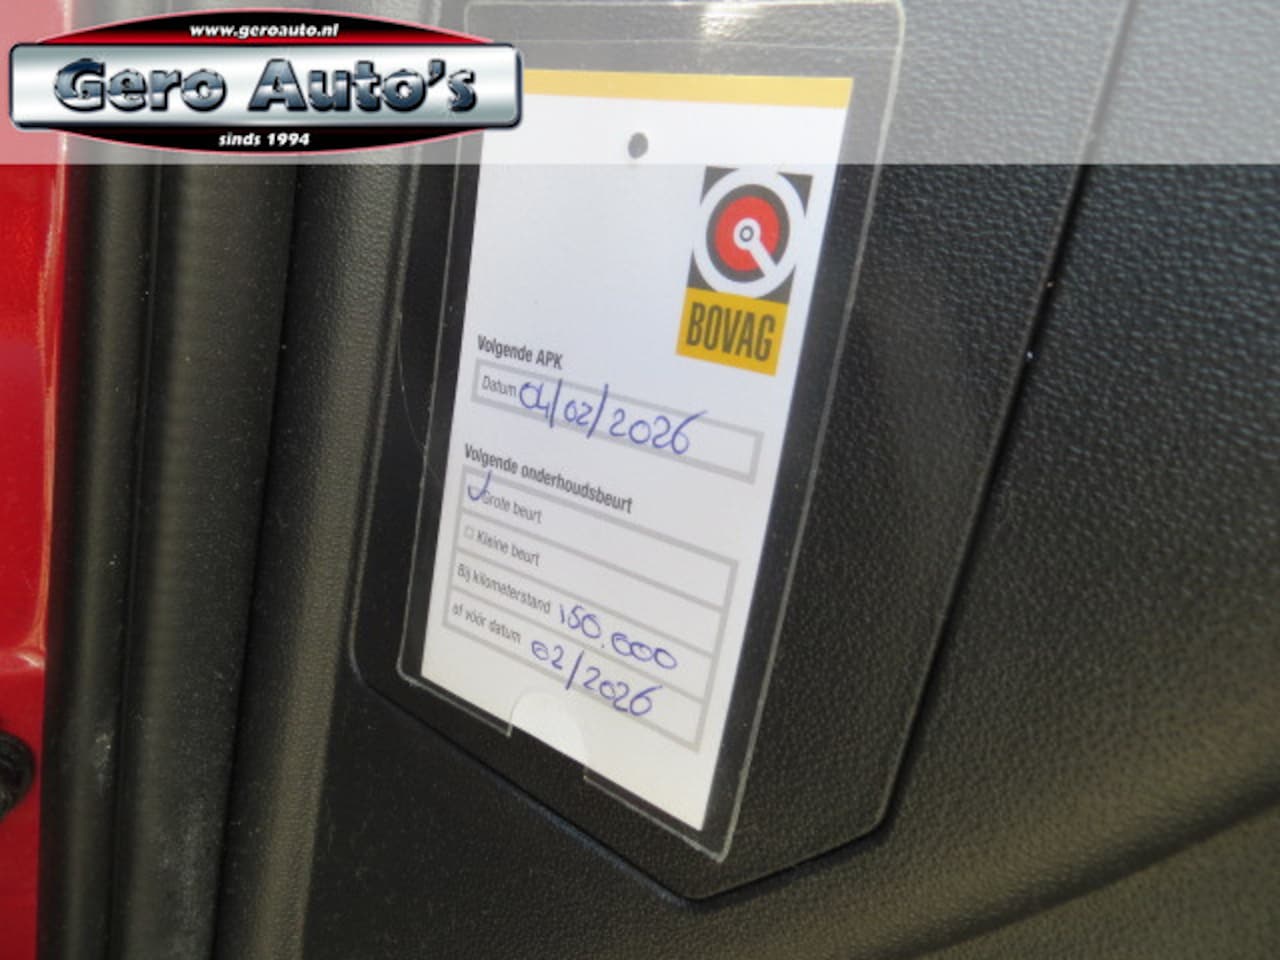 www.geroauto.nl
Gero Auto's
sinds 1994
BOVAG
Volgende APK
Datum 04/02/2026
Volgende onderhoudsbeurt
Grote beurt
Kleine beurt
Bij kilometerstand 150.000
of vóór datum 02/2026